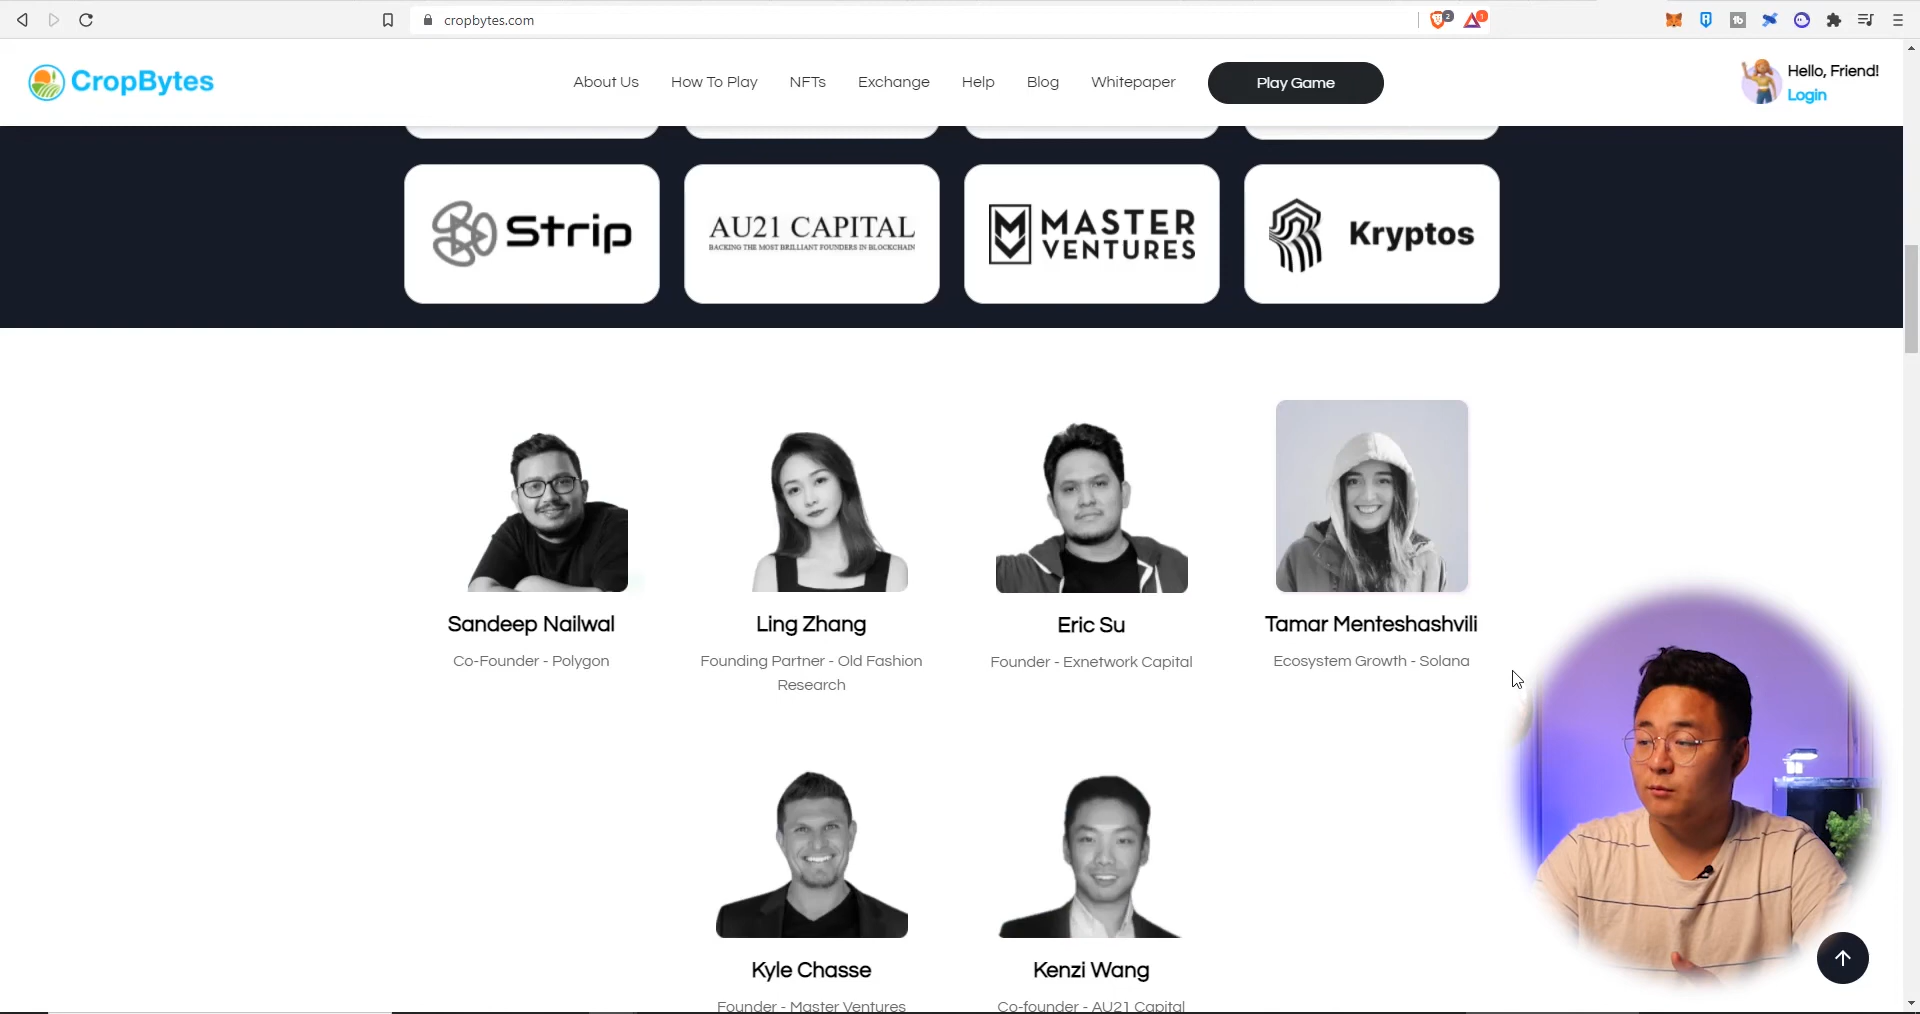 cropbytes.com
2
1
CropBytes
About Us
How To Play
NFTs
Exchange
Help
Blog
Whitepaper
Play Game
Hello, Friend!
Login
Strip
AU21 CAPITAL
BACKING THE MOST BRILLIANT FOUNDERS IN BLOCKCHAIN
MASTER
VENTURES
Kryptos
Sandeep Nailwal
Co-Founder - Polygon
Ling Zhang
Founding Partner - Old Fashion
Research
Eric Su
Founder - Exnetwork Capital
Tamar Menteshashvili
Ecosystem Growth - Solana
Kyle Chasse
Founder - Master Ventures
Kenzi Wang
Co-founder - AU21 Capital